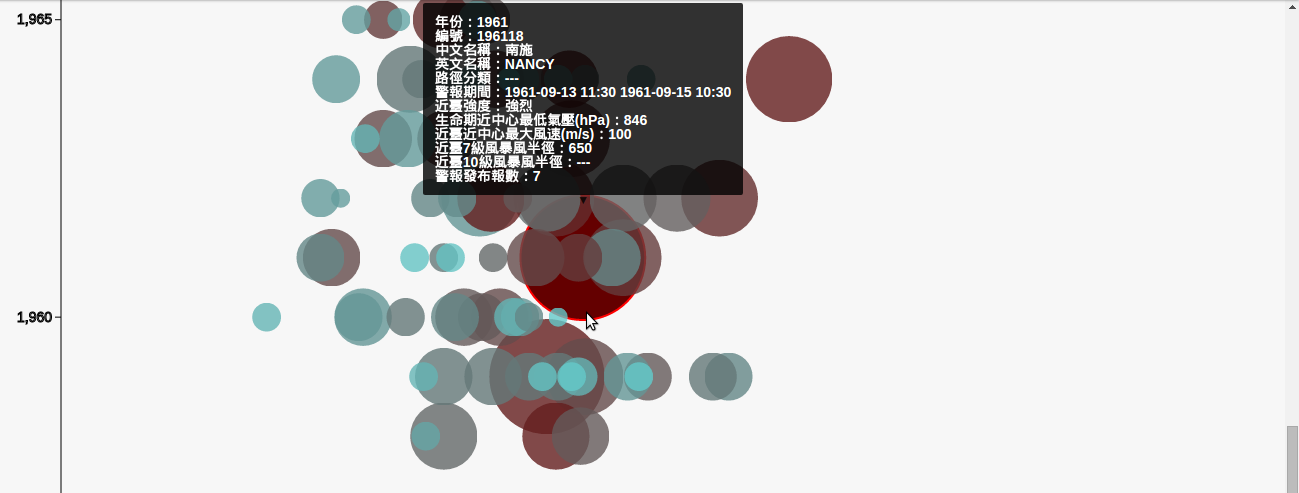 1,965
年份：1961
編號：196118
中文名稱：南施
英文名稱：NANCY
路徑分類：---
警報期間：1961-09-13 11:30 1961-09-15 10:30
近臺強度：強烈
生命期近中心最低氣壓(hPa)：846
近臺近中心最大風速(m/s)：100
近臺7級風暴風半徑：650
近臺10級風暴風半徑：---
警報發布報數：7
1,960